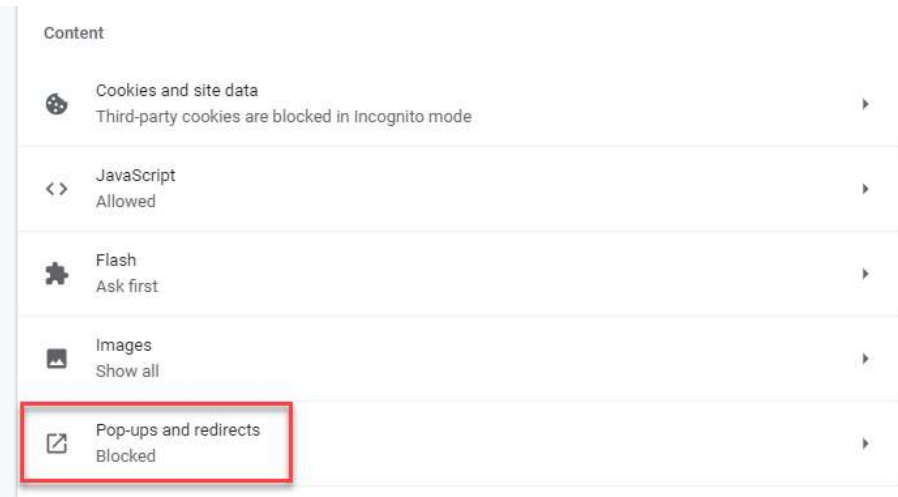 Content
Cookies and site data
Third-party cookies are blocked in Incognito mode
JavaScript
Allowed
Flash
Ask first
Images
Show all
Pop-ups and redirects
Blocked